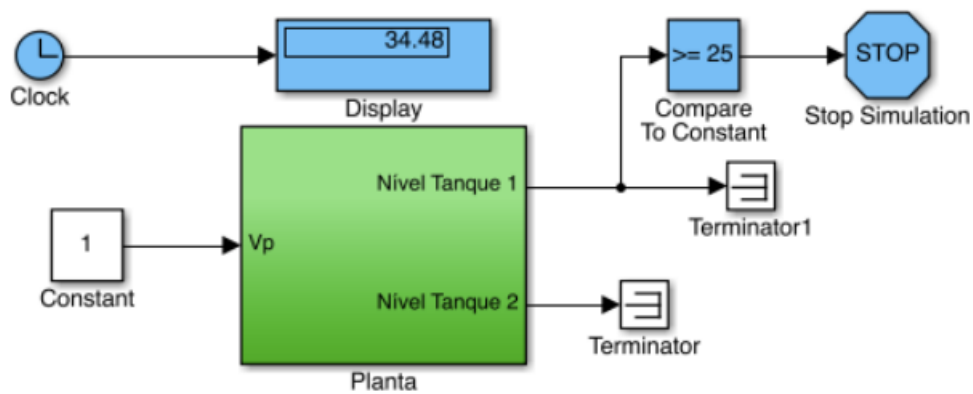 34.48
Clock
Display
>= 25
STOP
Compare
To Constant
Stop Simulation
Nível Tanque 1
Terminator1
1
Vp
Constant
Nível Tanque 2
Terminator
Planta